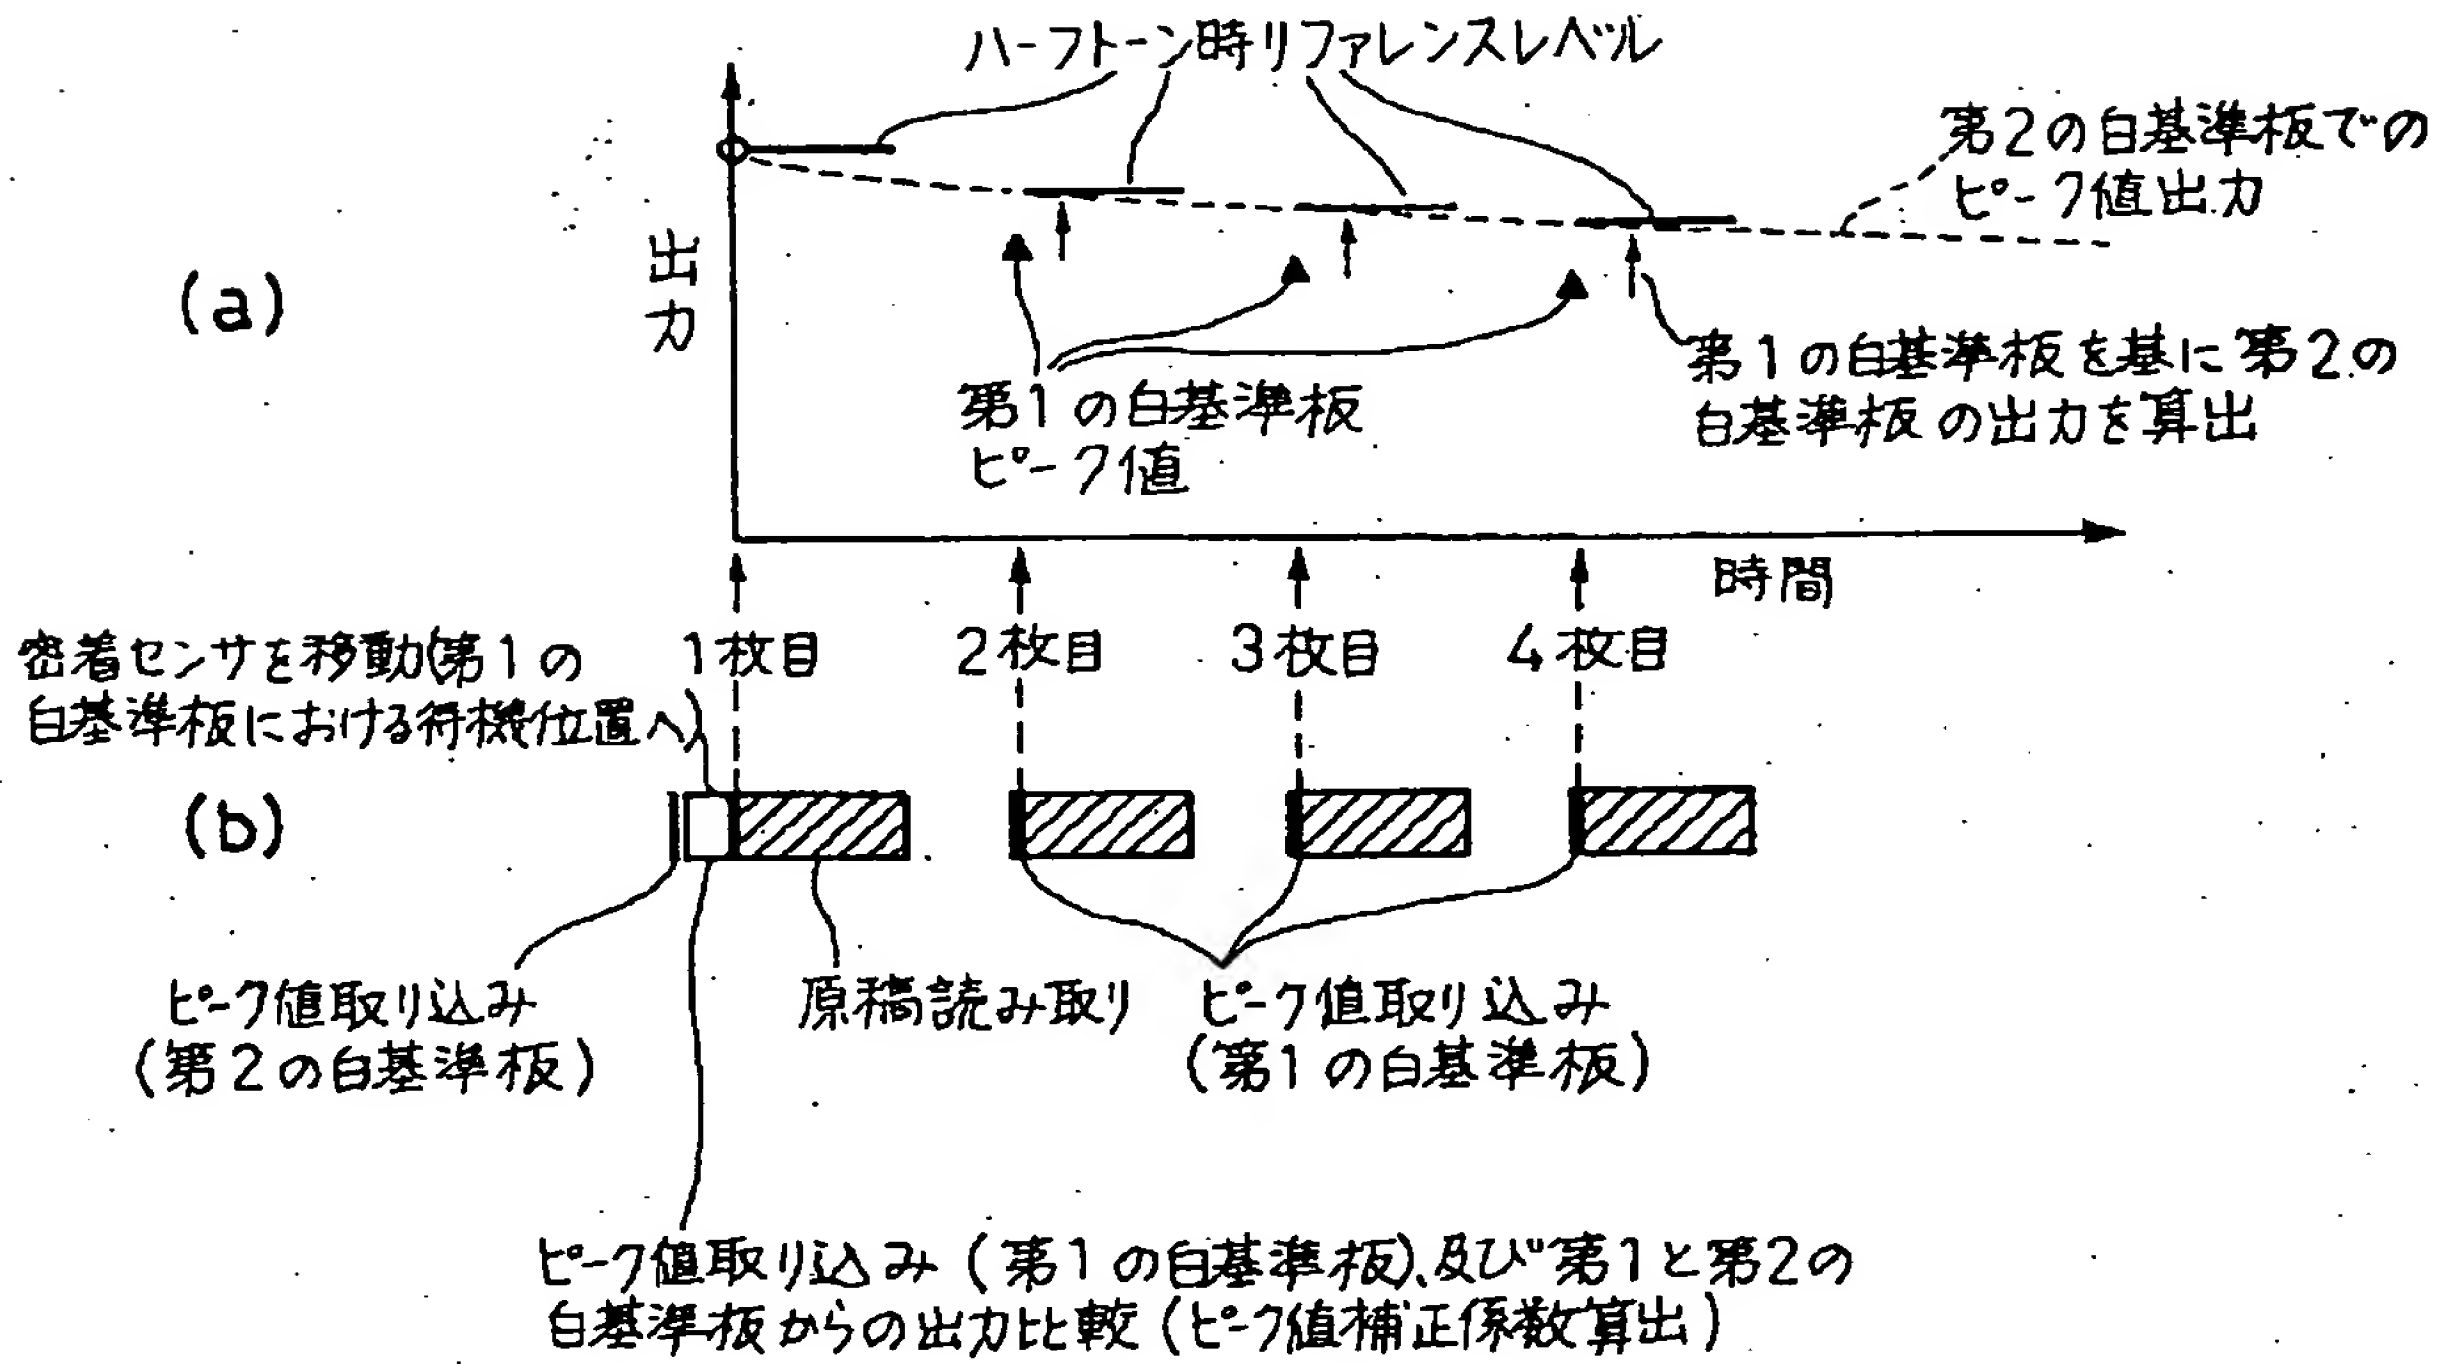 ハーフトーン時リファレンスレベル
第2の白基準板での
ピーク値出力
出力
(a)
第1の白基準板を基に第2の
白基準板の出力を算出
第1の白基準板
ピーク値
時間
密着センサを移動(第1の
白基準板における待機位置へ)
1枚目
2枚目
3枚目
4枚目
(b)
ピーク値取り込み
(第2の白基準板)
原稿読み取り
ピーク値取り込み
(第1の白基準板)
ピーク値取り込み(第1の白基準板)、及び第1と第2の
白基準板からの出力比較(ピーク値補正係数算出)